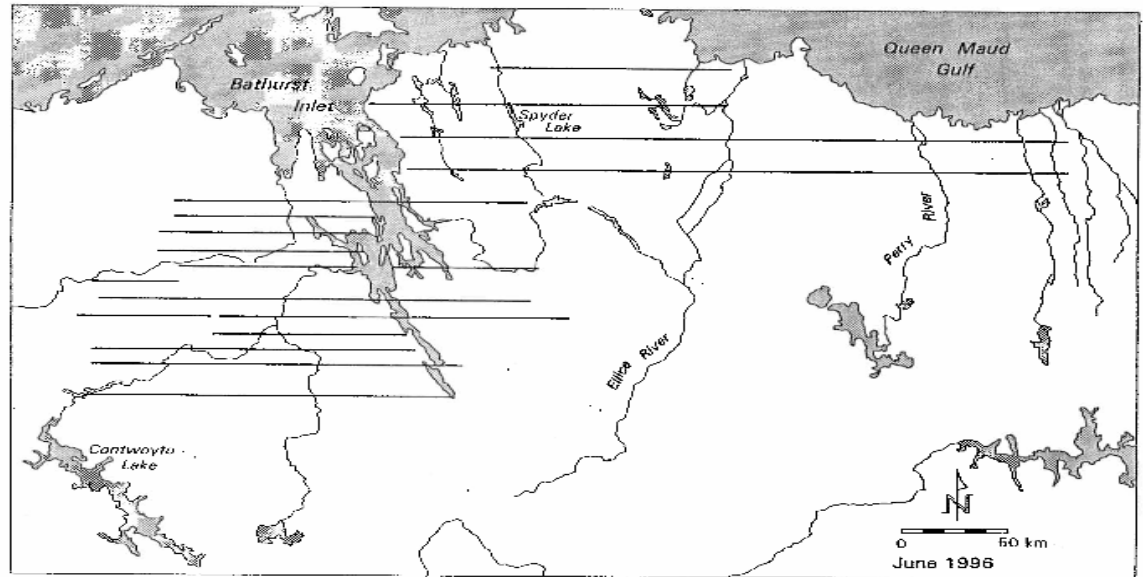 Queen Maud
Gulf
Bathurst
Inlet
Spyder
Lake
Perry River
Ellice River
Contwoyto
Lake
N
0 50 km
June 1996